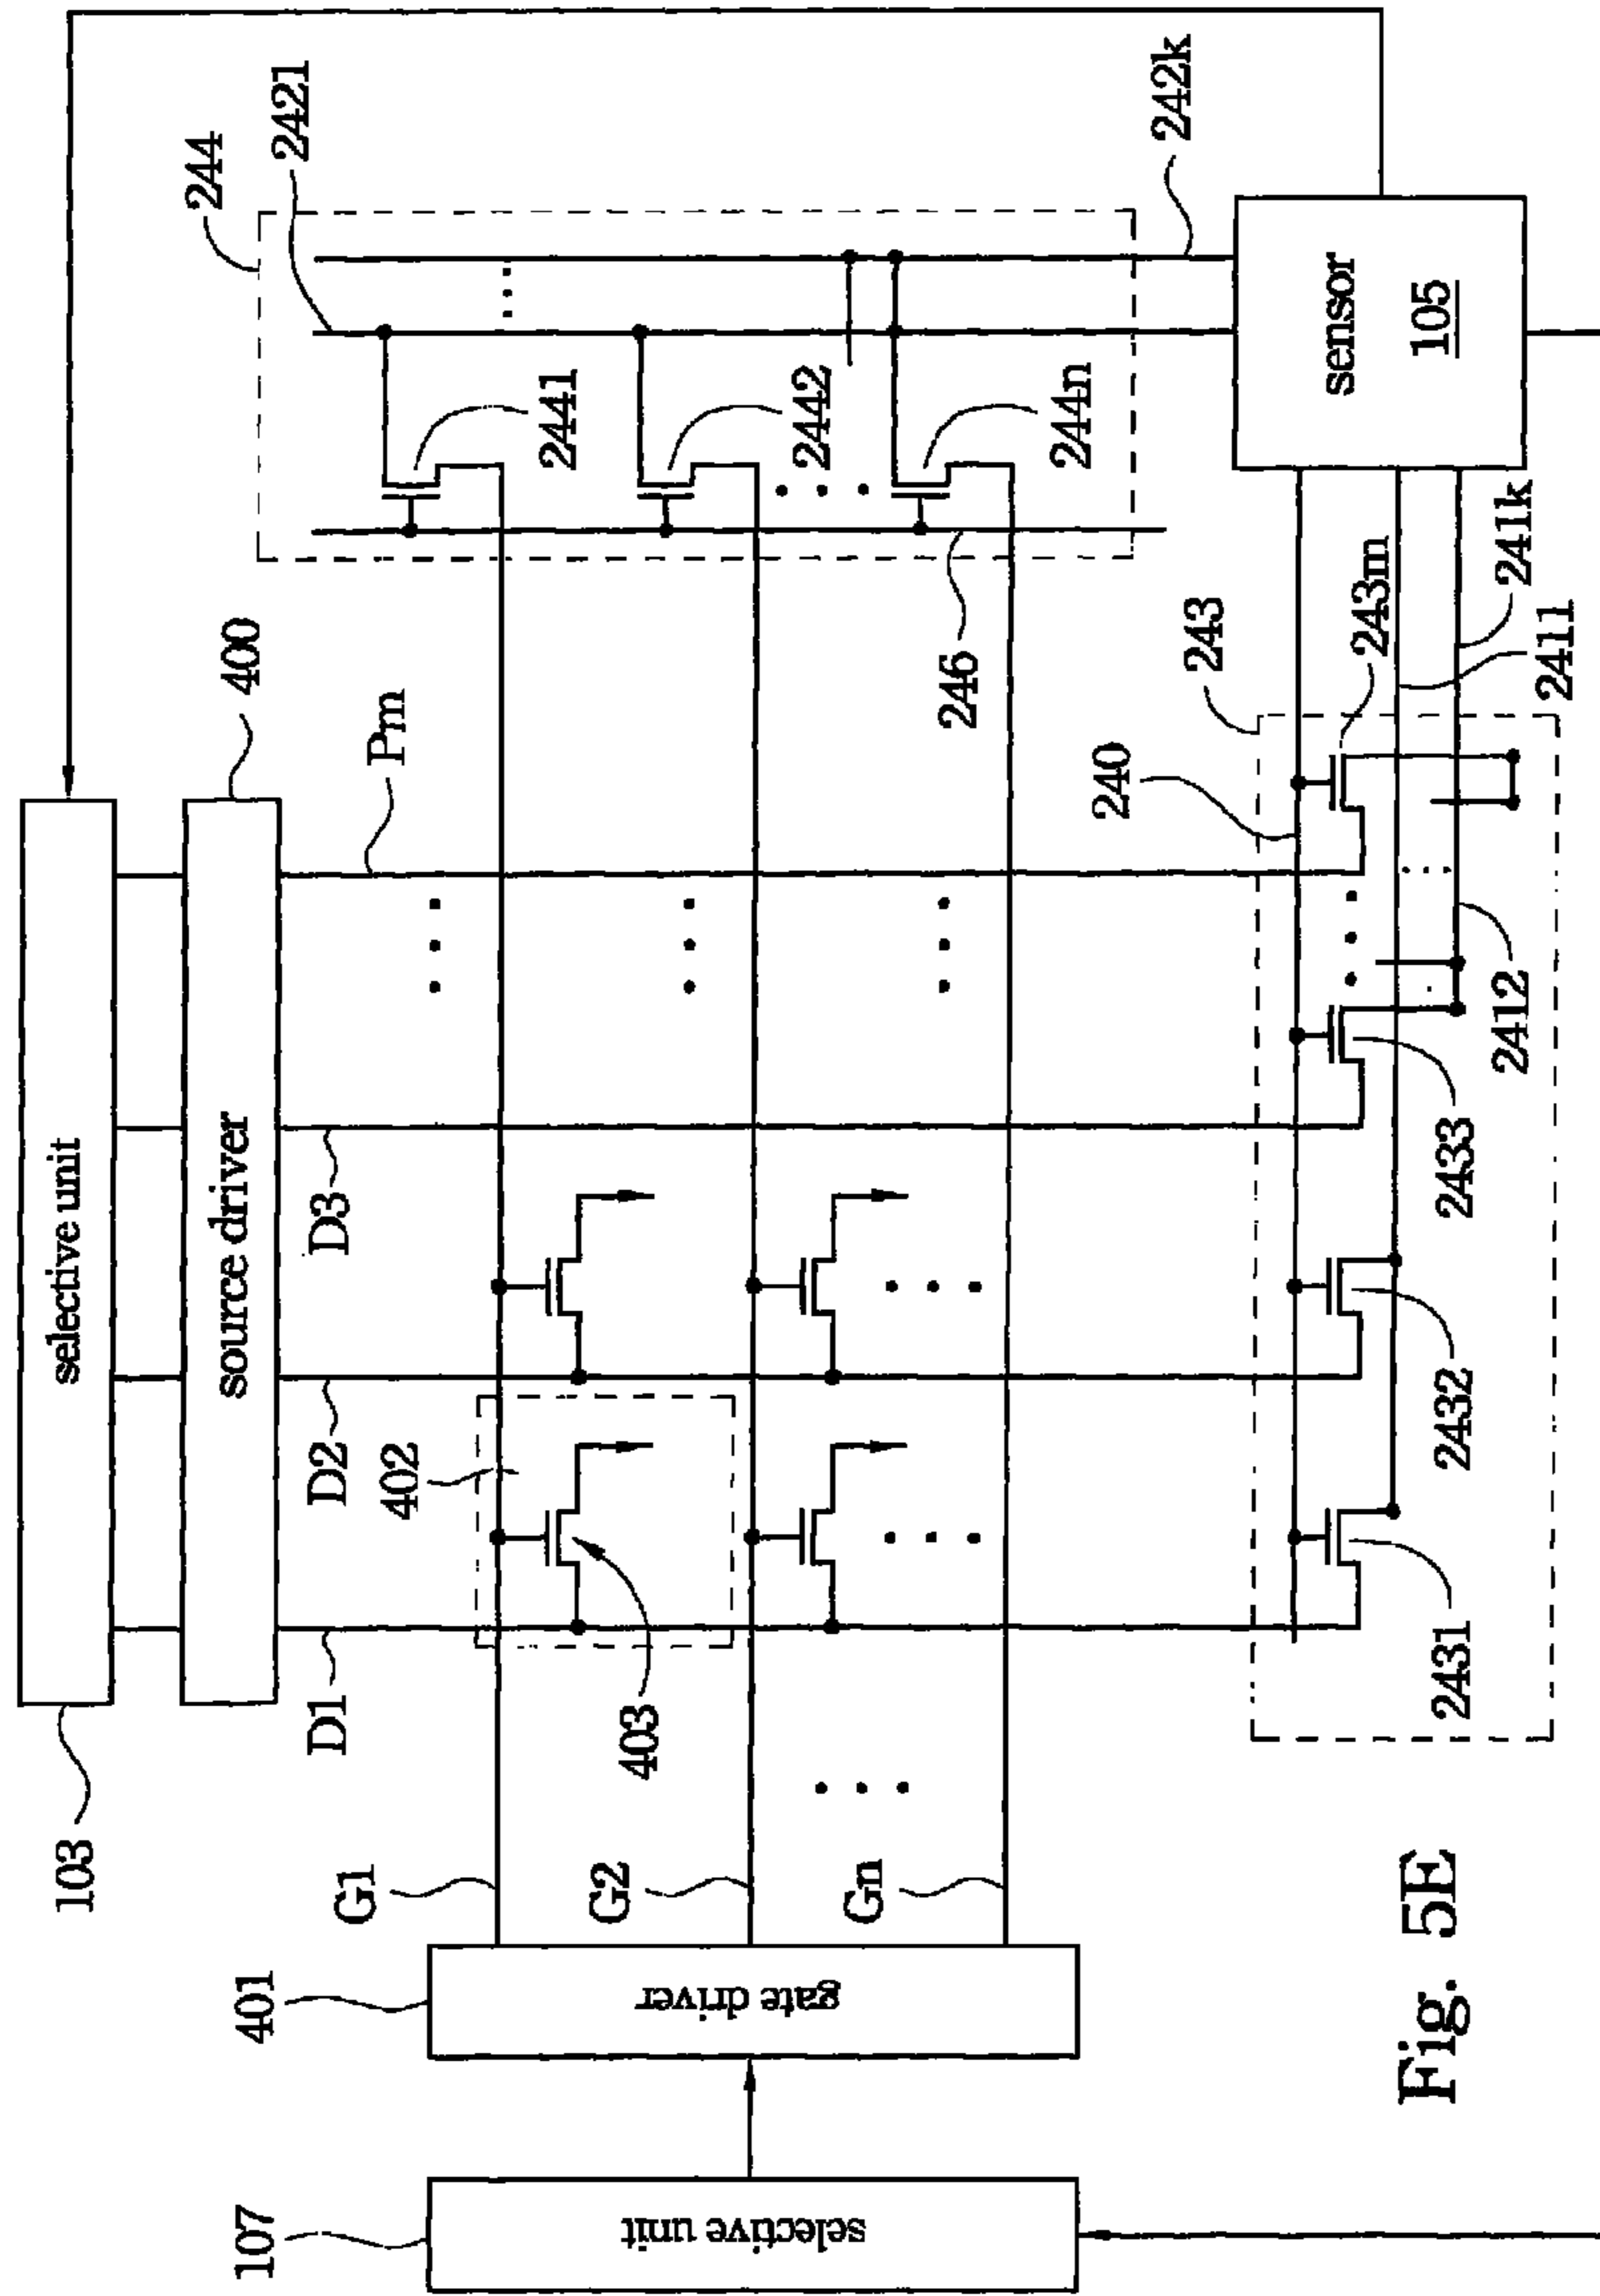 103
selective unit
source driver
400
244
2421
242k
D1
D2
D3
Pm
402
403
401
gate driver
107
selective unit
G1
G2
Gn
2441
2442
244n
246
sensor
105
240
243
243m
241k
2411
2412
2431
2432
2433
Fig. 5E